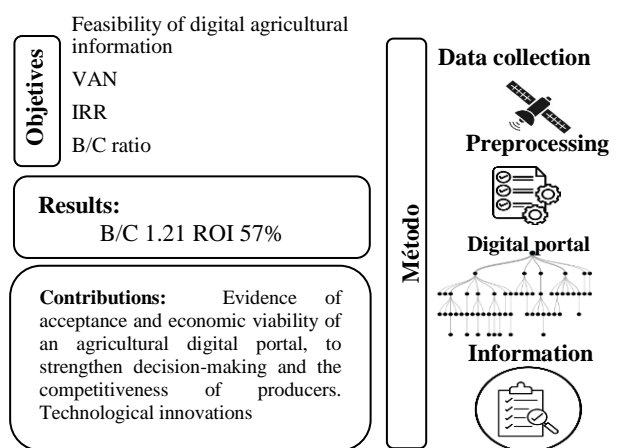 Feasibility of digital agricultural
information
VAN
IRR
B/C ratio
Objetives
Results:
B/C 1.21 ROI 57%
Contributions: Evidence of
acceptance and economic viability of
an agricultural digital portal, to
strengthen decision-making and the
competitiveness of producers.
Technological innovations
Método
Data collection
Preprocessing
Digital portal
Information